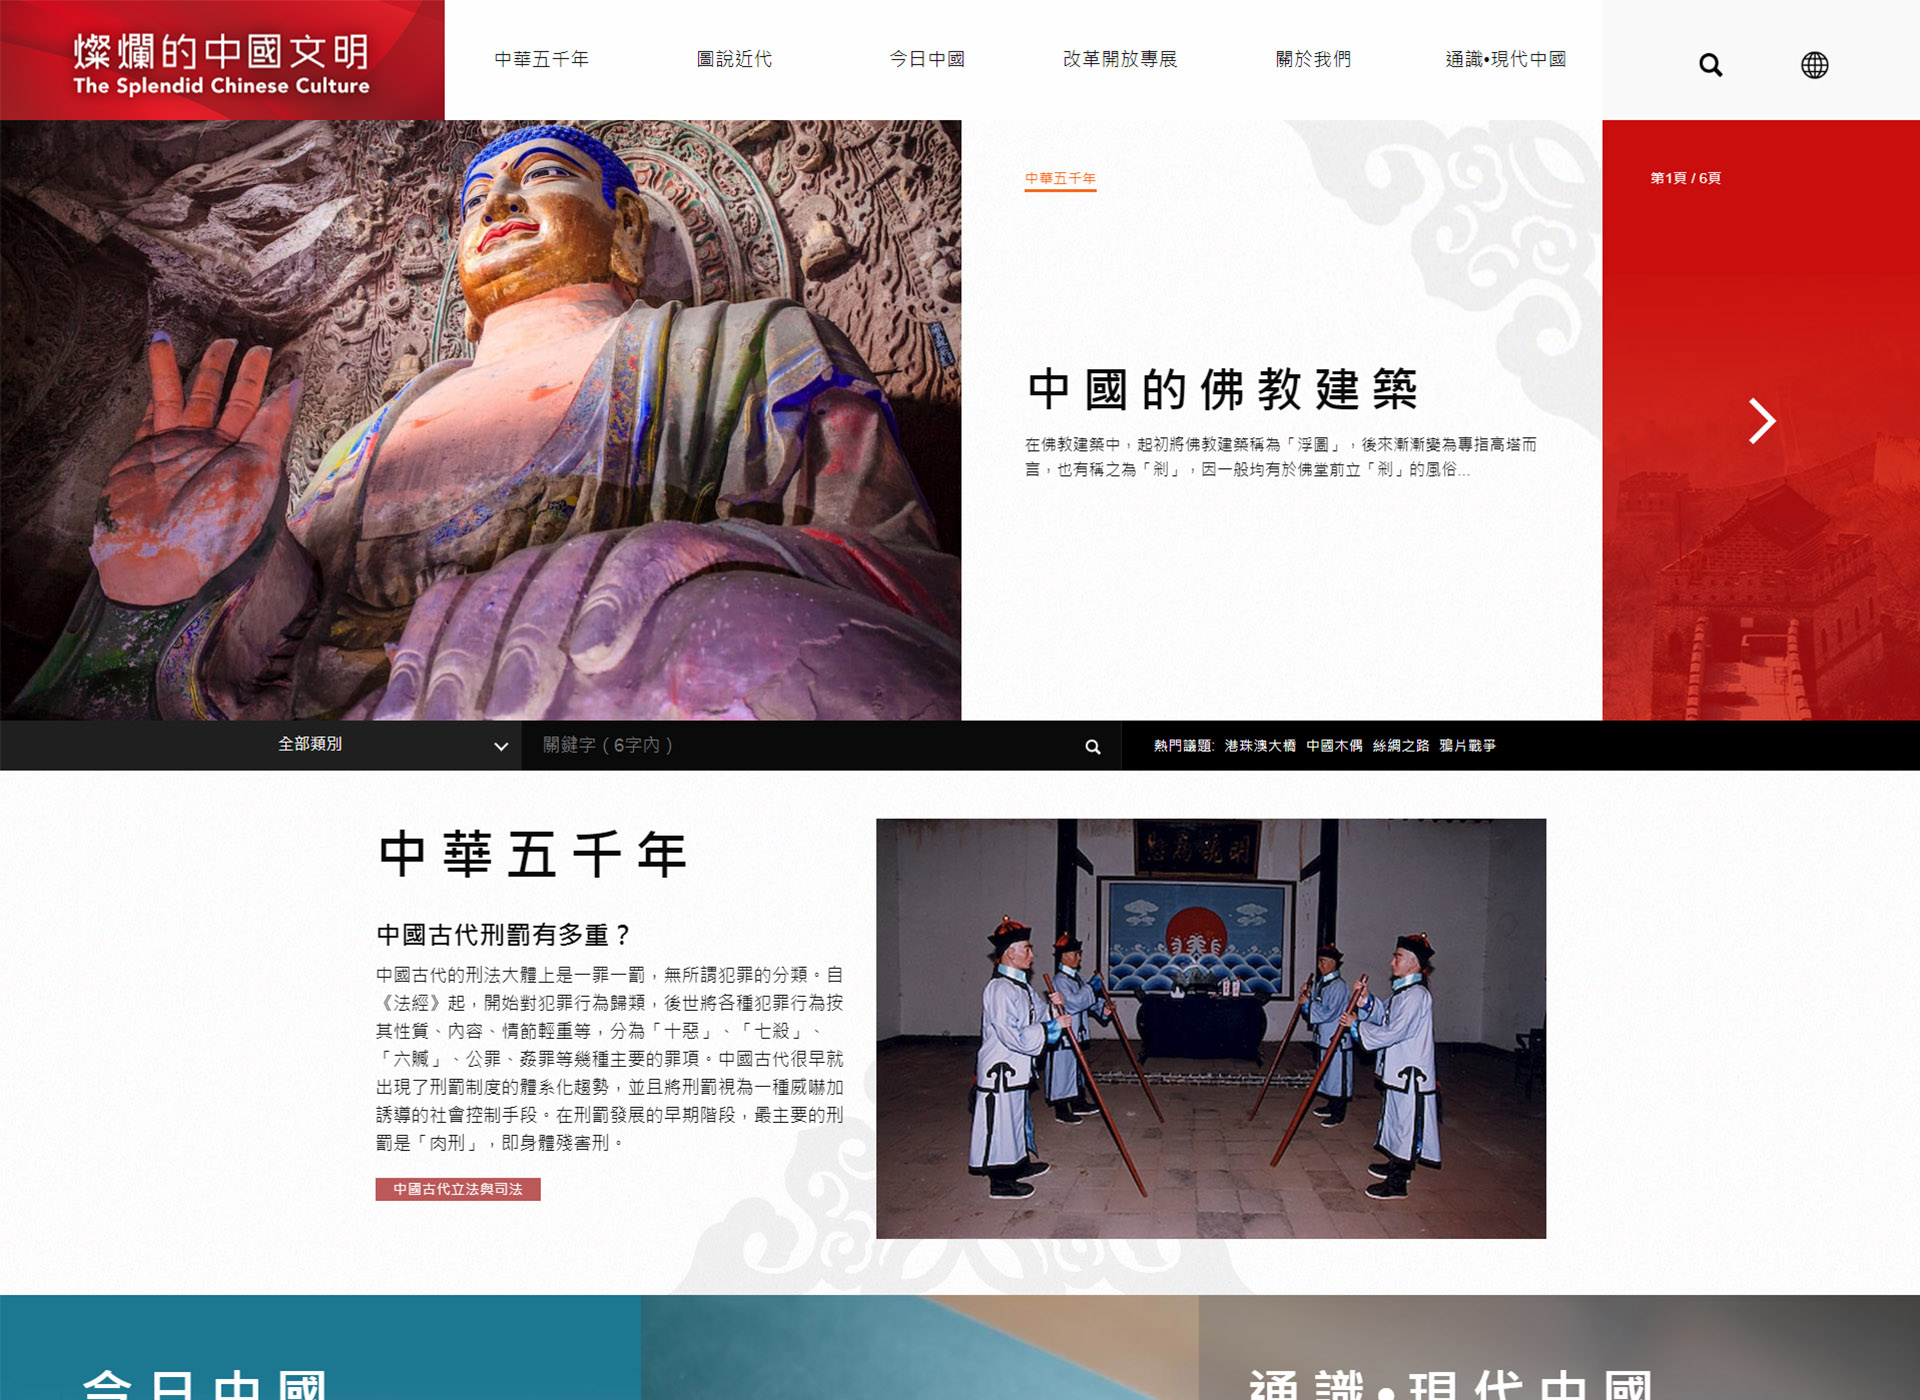 燦爛的中國文明
The Splendid Chinese Culture
中華五千年
圖說近代
今日中國
改革開放專展
關於我們
通識•現代中國
中華五千年
第1頁 / 6頁
中國的佛教建築
在佛教建築中，起初將佛教建築稱為「浮圖」，後來漸漸變為專指高塔而
言，也有稱之為「剎」，因一般均有於佛堂前立「剎」的風俗...
全部類別
關鍵字 ( 6字內 )
熱門議題: 港珠澳大橋 中國木偶 絲綢之路 鴉片戰爭
中華五千年
中國古代刑罰有多重？
中國古代的刑法大體上是一罪一罰，無所謂犯罪的分類。自
《法經》起，開始對犯罪行為歸類，後世將各種犯罪行為按
其性質、內容、情節輕重等，分為「十惡」、「七殺」、
「六贓」、公罪、姦罪等幾種主要的罪項。中國古代很早就
出現了刑罰制度的體系化趨勢，並且將刑罰視為一種威嚇加
誘導的社會控制手段。在刑罰發展的早期階段，最主要的刑
罰是「肉刑」，即身體殘害刑。
中國古代立法與司法
今日中國
通識•現代中國